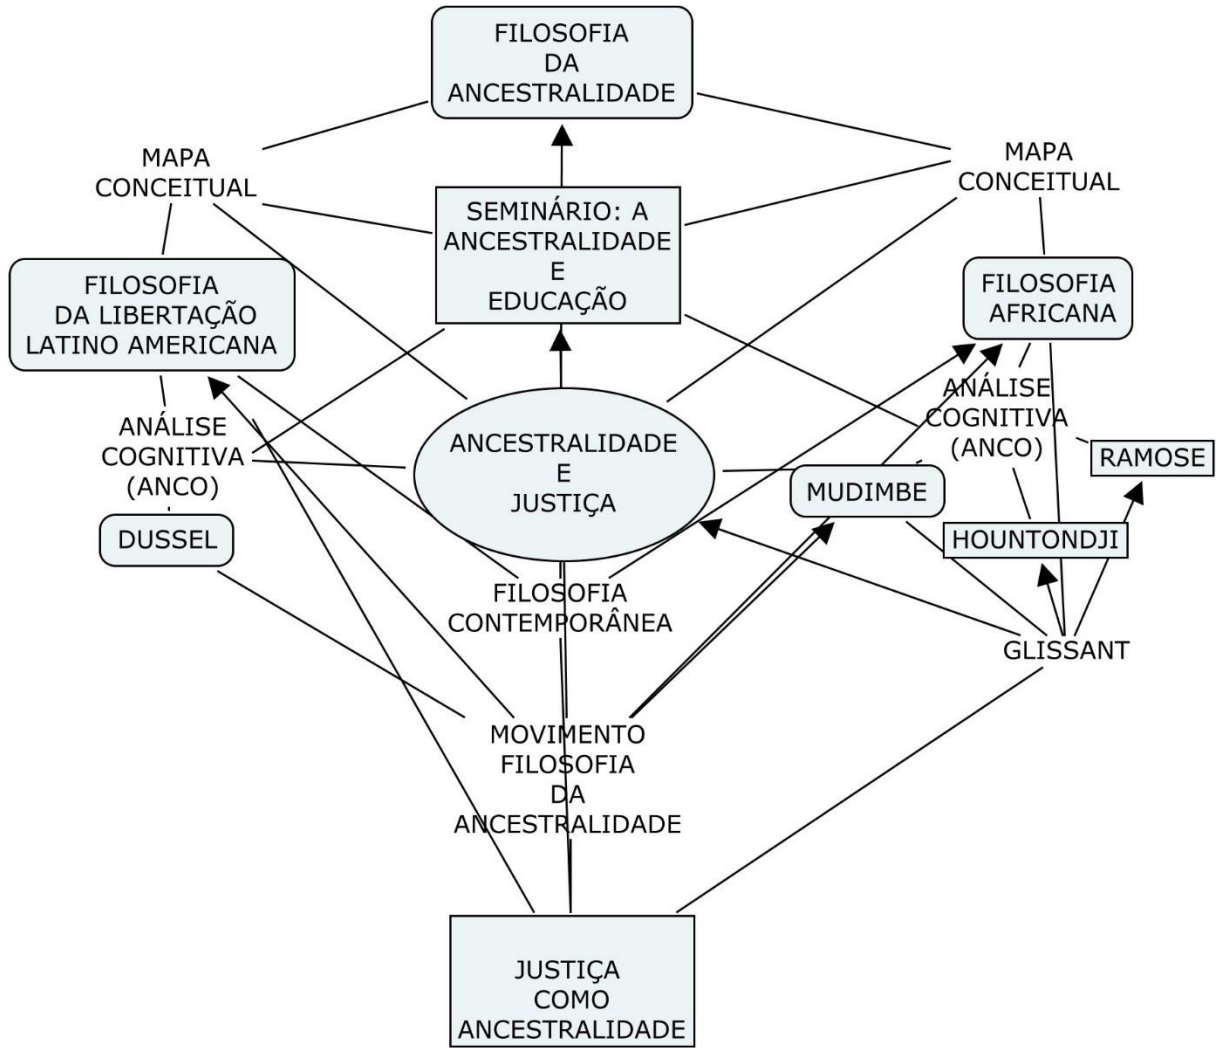 FILOSOFIA
DA
ANCESTRALIDADE
MAPA
CONCEITUAL
MAPA
CONCEITUAL
SEMINÁRIO: A
ANCESTRALIDADE
E
EDUCAÇÃO
FILOSOFIA
DA LIBERTAÇÃO
LATINO AMERICANA
FILOSOFIA
AFRICANA
ANÁLISE
COGNITIVA
(ANCO)
ANCESTRALIDADE
E
JUSTIÇA
ANÁLISE
COGNITIVA
(ANCO)
RAMOSE
MUDIMBE
DUSSEL
HOUNTONDJI
FILOSOFIA
CONTEMPORÂNEA
GLISSANT
MOVIMENTO
FILOSOFIA
DA
ANCESTRALIDADE
JUSTIÇA
COMO
ANCESTRALIDADE